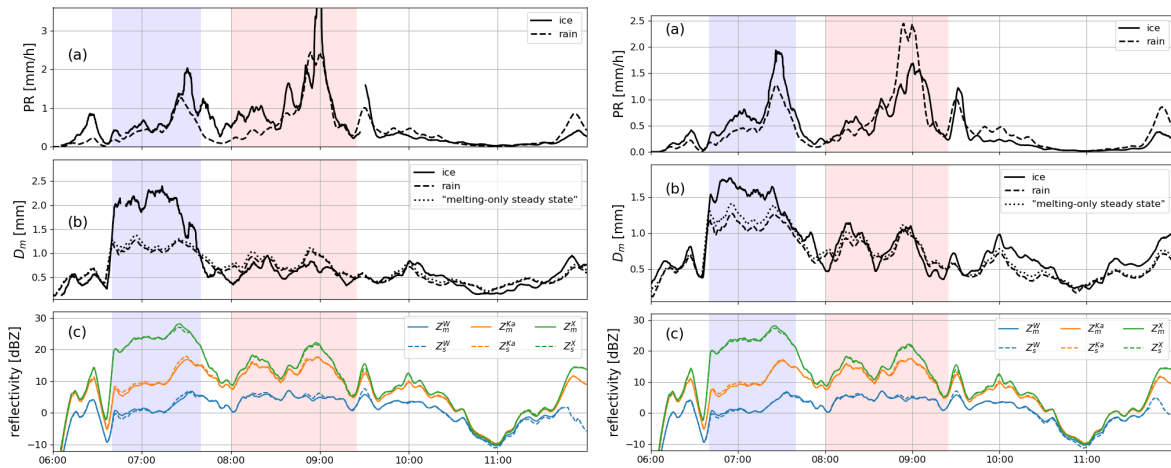 (a)
ice
rain
PR [mm/h]
3
2
1
0
(b)
ice
rain
"melting-only steady state"
D_m [mm]
2.5
2.0
1.5
1.0
0.5
(c)
Z_m^W Z_m^Ka Z_m^X
Z_s^W Z_s^Ka Z_s^X
reflectivity [dBZ]
30
20
10
0
−10
06:00 07:00 08:00 09:00 10:00 11:00
(a)
ice
rain
PR [mm/h]
2.5
2.0
1.5
1.0
0.5
0.0
(b)
ice
rain
"melting-only steady state"
D_m [mm]
1.5
1.0
0.5
(c)
Z_m^W Z_m^Ka Z_m^X
Z_s^W Z_s^Ka Z_s^X
reflectivity [dBZ]
30
20
10
0
−10
06:00 07:00 08:00 09:00 10:00 11:00